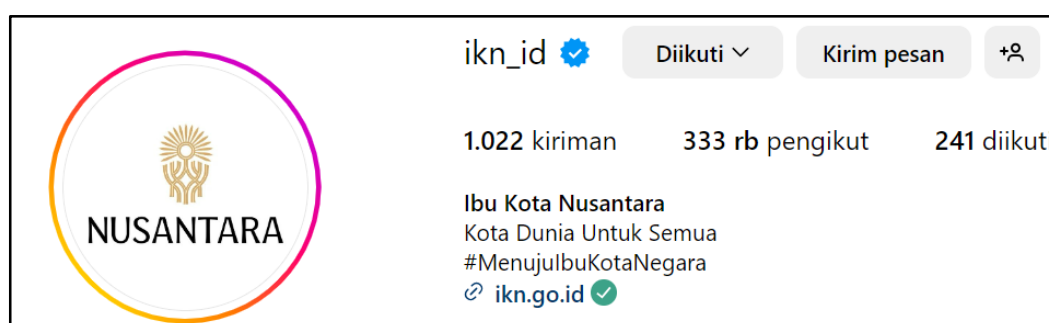 NUSANTARA
ikn_id Diikuti Kirim pesan
1.022 kiriman 333 rb pengikut 241 diikut
Ibu Kota Nusantara
Kota Dunia Untuk Semua
#MenujuIbuKotaNegara
ikn.go.id